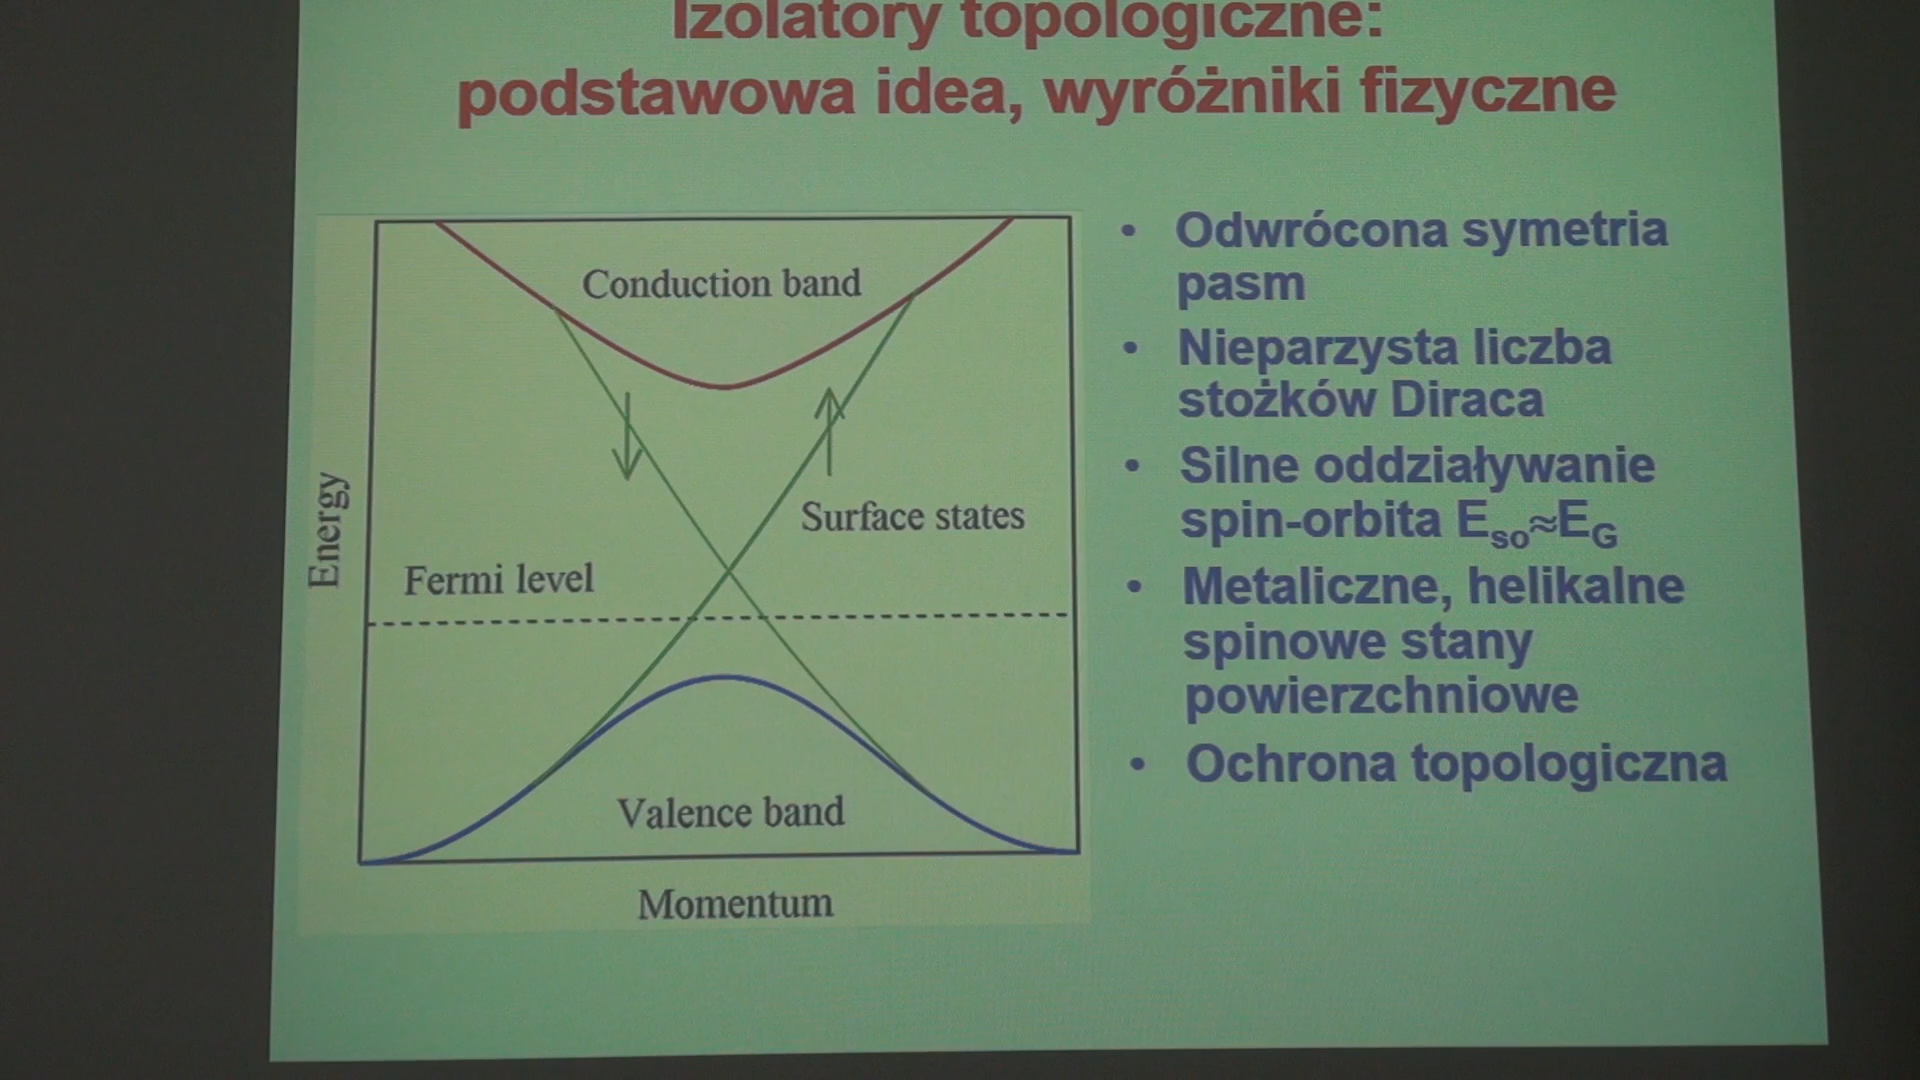 Izolatory topologiczne:
podstawowa idea, wyróżniki fizyczne
Conduction band
Surface states
Fermi level
Valence band
Energy
Momentum
• Odwrócona symetria
pasm
• Nieparzysta liczba
stożków Diraca
• Silne oddziaływanie
spin-orbita Eso≈EG
• Metaliczne, helikalne
spinowe stany
powierzchniowe
• Ochrona topologiczna